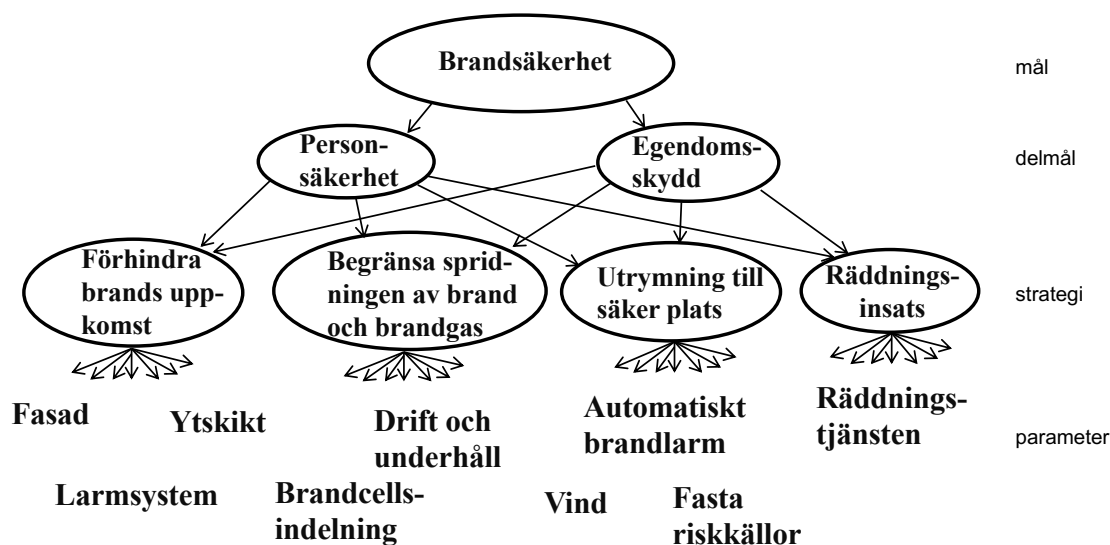 Brandsäkerhet
mål
Person-
säkerhet
Egendoms-
skydd
delmål
Förhindra
brands upp-
komst
Begränsa sprid-
ningen av brand
och brandgas
Utrymning till
säker plats
Räddnings-
insats
strategi
Fasad
Ytskikt
Drift och
underhåll
Automatiskt
brandlarm
Räddnings-
tjänsten
parameter
Larmsystem
Brandcells-
indelning
Vind
Fasta
riskkällor